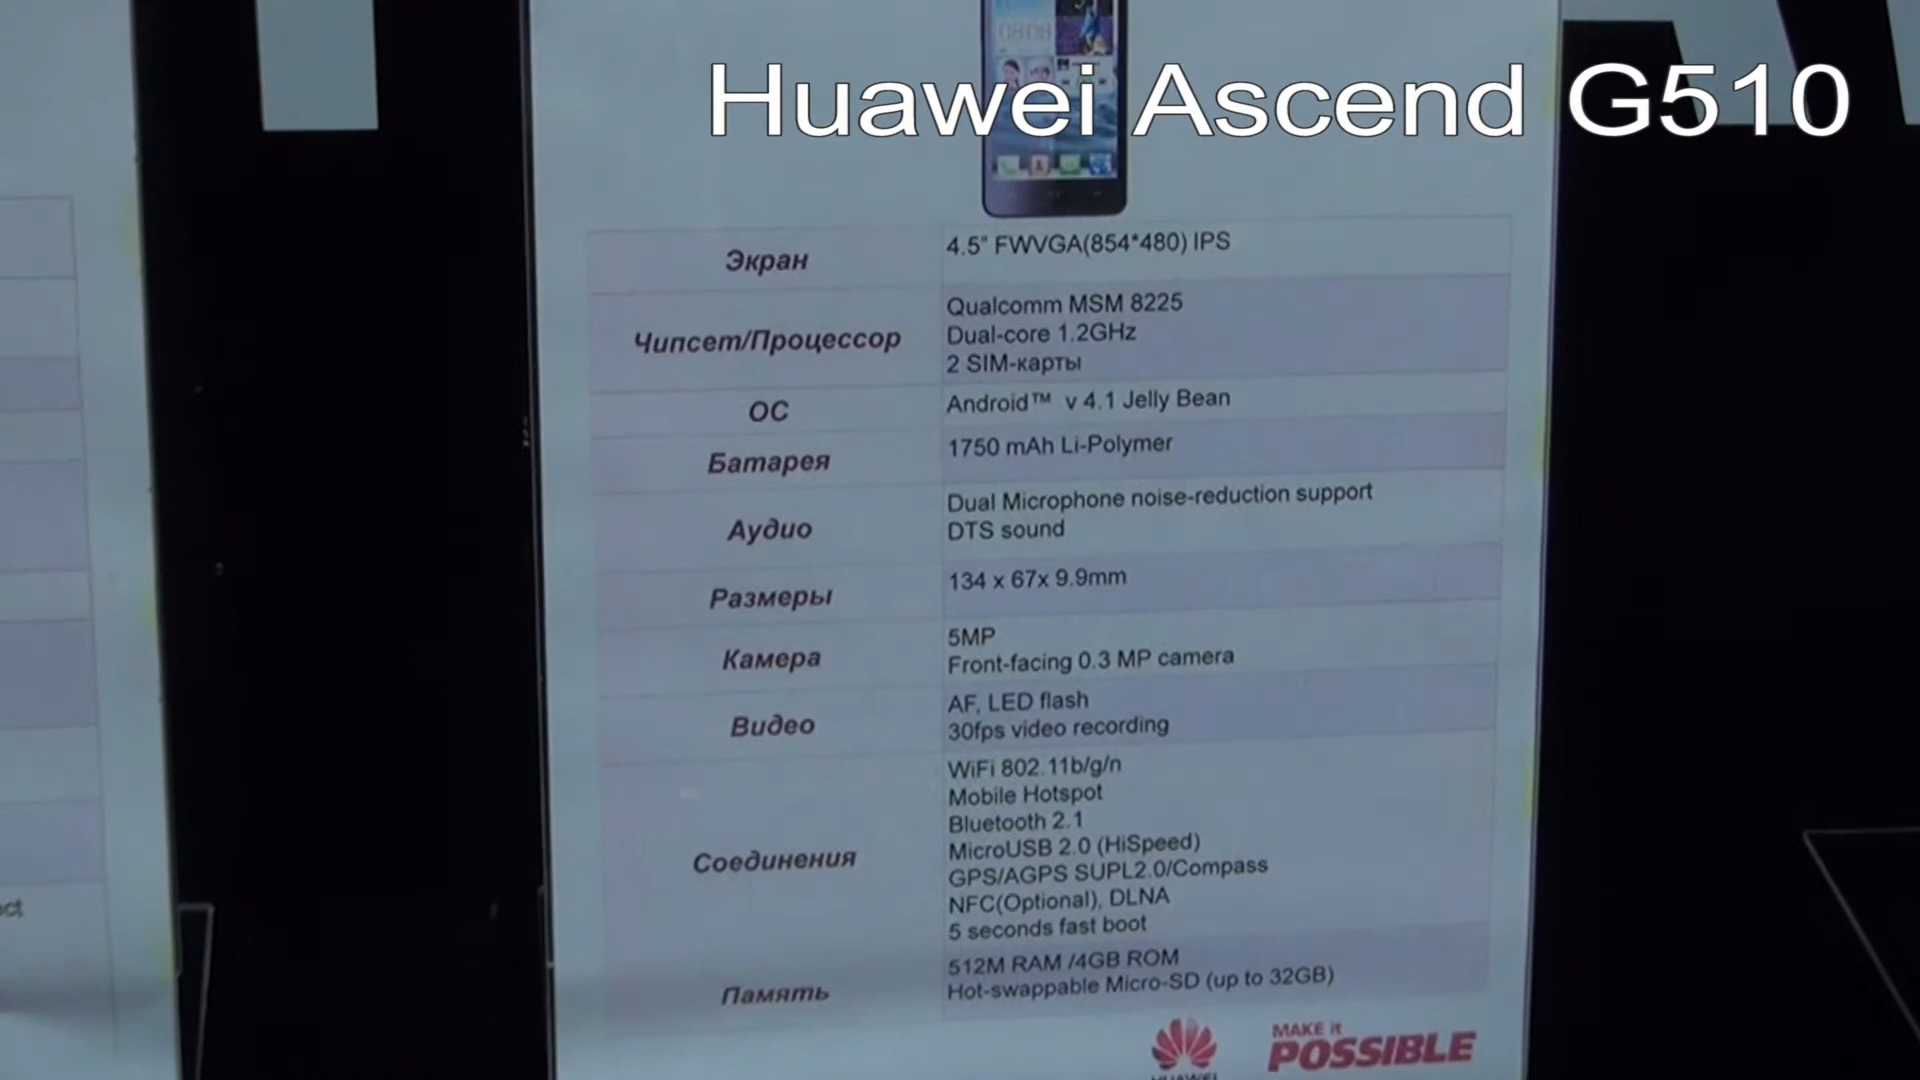 08:08
Huawei Ascend G510
Экран
4.5" FWVGA(854*480) IPS
Чипсет/Процессор
Qualcomm MSM 8225
Dual-core 1.2GHz
2 SIM-карты
ОС
Android™ v 4.1 Jelly Bean
Батарея
1750 mAh Li-Polymer
Аудио
Dual Microphone noise-reduction support
DTS sound
Размеры
134 x 67x 9.9mm
Камера
5MP
Front-facing 0.3 MP camera
Видео
AF, LED flash
30fps video recording
Соединения
WiFi 802.11b/g/n
Mobile Hotspot
Bluetooth 2.1
MicroUSB 2.0 (HiSpeed)
GPS/AGPS SUPL2.0/Compass
NFC(Optional), DLNA
5 seconds fast boot
Память
512M RAM /4GB ROM
Hot-swappable Micro-SD (up to 32GB)
HUAWEI
MAKE it
POSSIBLE